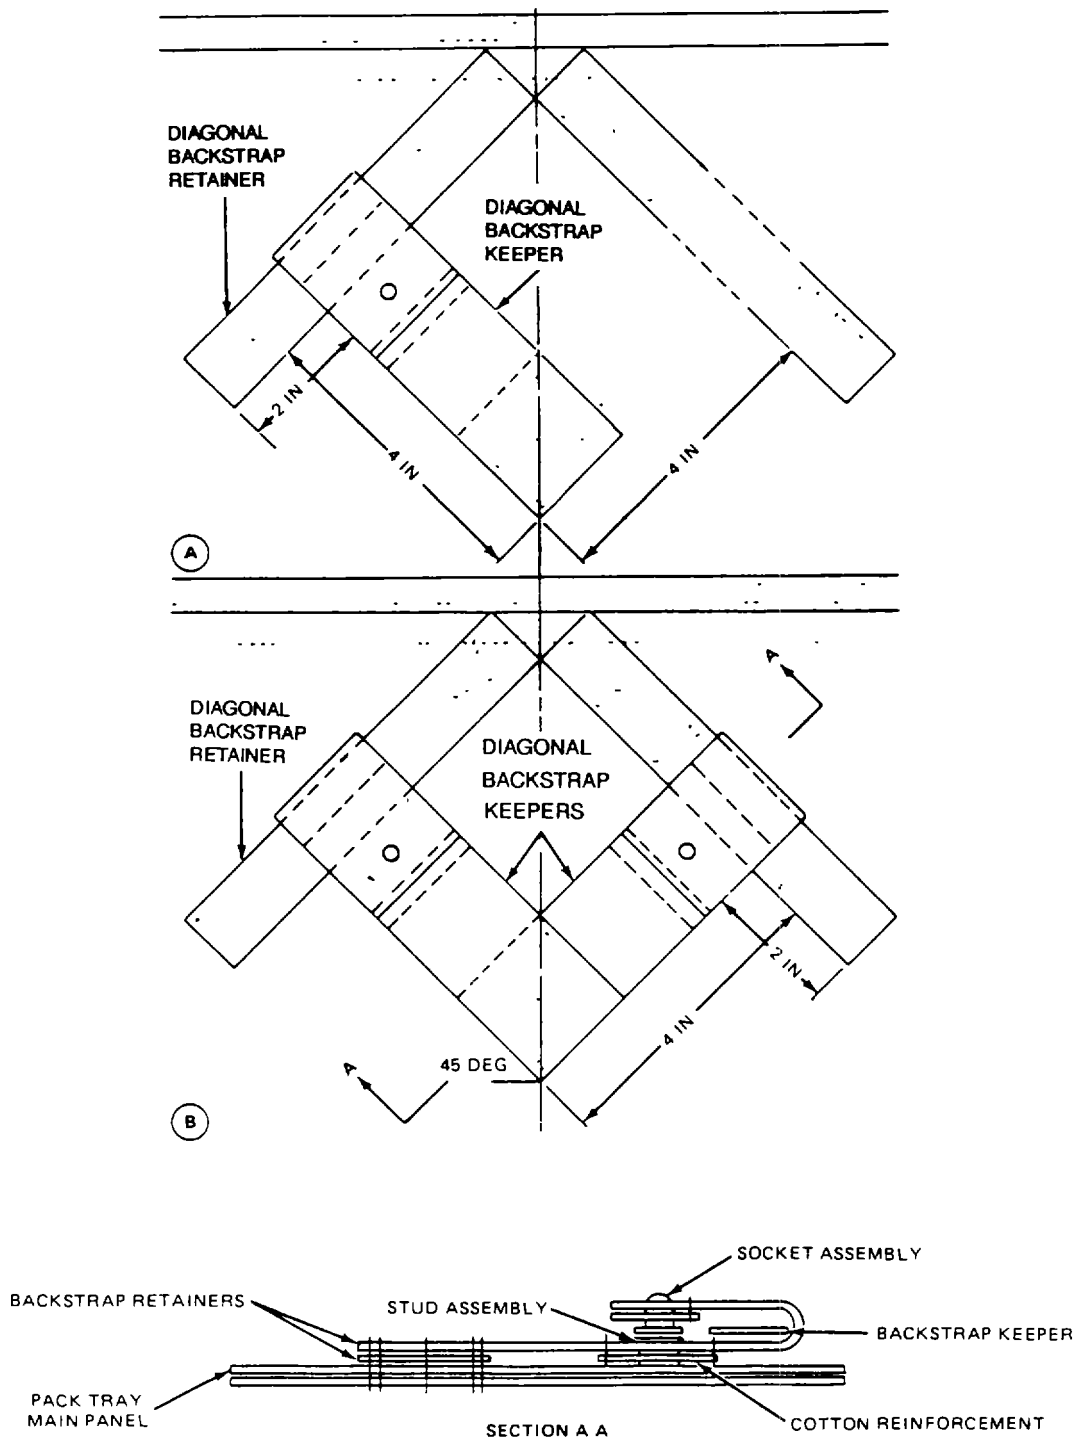 DIAGONAL
BACKSTRAP
RETAINER
DIAGONAL
BACKSTRAP
KEEPER
2 IN
4 IN
4 IN
A
DIAGONAL
BACKSTRAP
RETAINER
DIAGONAL
BACKSTRAP
KEEPERS
A
2 IN
4 IN
45 DEG
A
B
SOCKET ASSEMBLY
BACKSTRAP RETAINERS
STUD ASSEMBLY
BACKSTRAP KEEPER
PACK TRAY
MAIN PANEL
COTTON REINFORCEMENT
SECTION A A